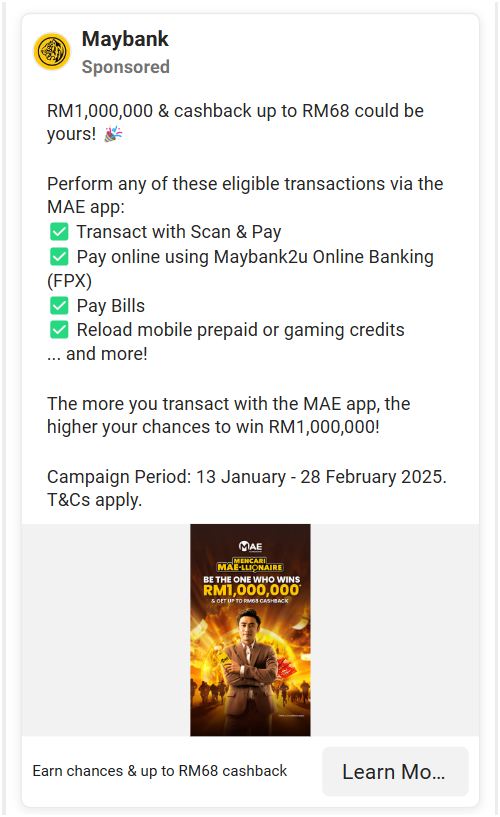 Maybank
Sponsored
RM1,000,000 & cashback up to RM68 could be
yours! 🎉
Perform any of these eligible transactions via the
MAE app:
✅ Transact with Scan & Pay
✅ Pay online using Maybank2u Online Banking
(FPX)
✅ Pay Bills
✅ Reload mobile prepaid or gaming credits
... and more!
The more you transact with the MAE app, the
higher your chances to win RM1,000,000!
Campaign Period: 13 January - 28 February 2025.
T&Cs apply.
MAE
MENCARI
MAE-LLIONAIRE
BE THE ONE WHO WINS
RM1,000,000
& GET UP TO RM68 CASHBACK
Earn chances & up to RM68 cashback
Learn Mo...